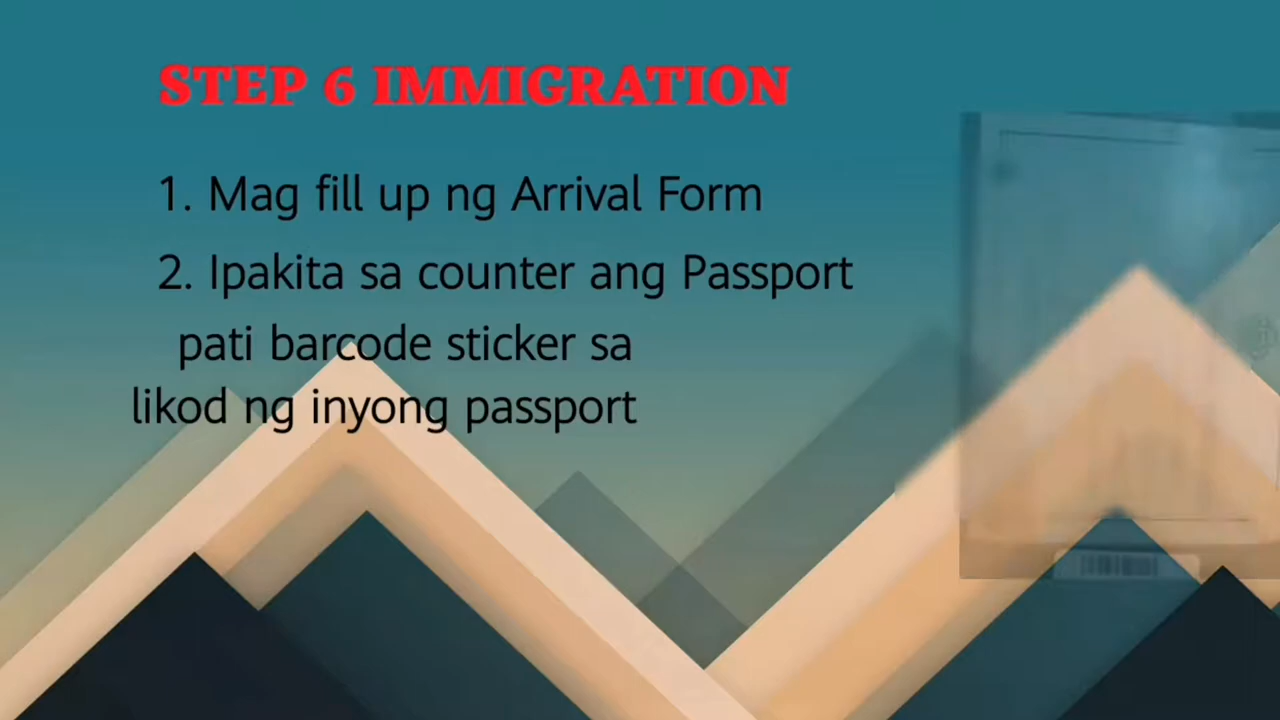 STEP 6 IMMIGRATION
1. Mag fill up ng Arrival Form
2. Ipakita sa counter ang Passport
pati barcode sticker sa
likod ng inyong passport